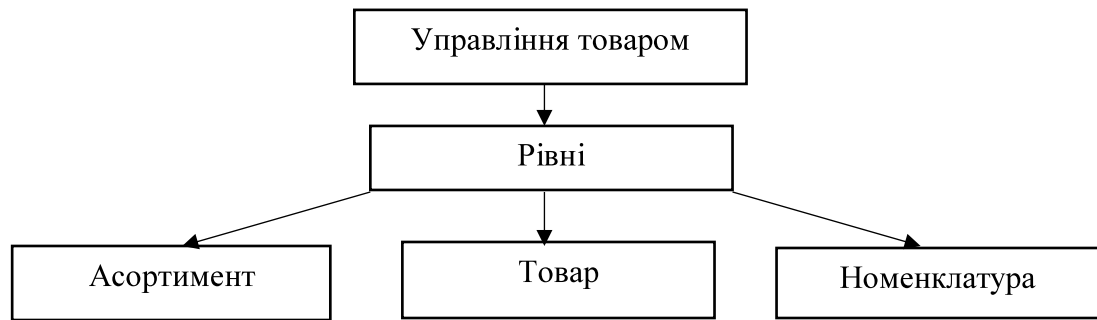 Управління товаром
Рівні
Асортимент
Товар
Номенклатура